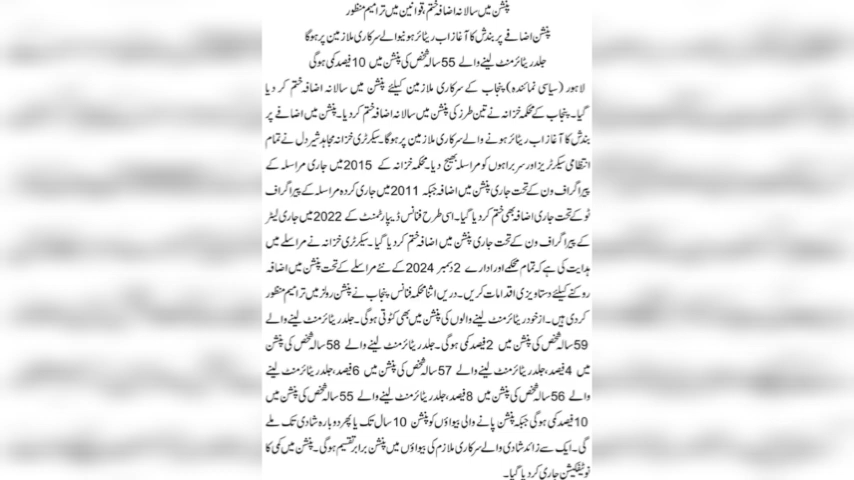 پنشن میں سالانہ اضافہ ختم، قوانین میں ترامیم منظور
پنشن اضافے پر بندش کا آغاز اب ریٹائر ہونیوالے سرکاری ملازمین پر ہوگا
جلد ریٹائرمنٹ لینے والے 55 سالہ شخص کی پنشن میں 10 فیصد کمی ہوگی
لاہور (سیاسی نمائندہ) پنجاب کے سرکاری ملازمین کیلئے پنشن میں سالانہ اضافہ ختم کر دیا
گیا۔ پنجاب کے محکمہ خزانہ نے تین طرز کی پنشن میں سالانہ اضافہ ختم کر دیا۔ پنشن میں اضافے پر
بندش کا آغاز اب ریٹائر ہونے والے سرکاری ملازمین پر ہوگا۔ سیکرٹری خزانہ مجاہد شیر دل نے تمام
انتظامی سیکرٹریز اور سربراہوں کو مراسلہ بھیج دیا۔ محکمہ خزانہ کے 2015 میں جاری مراسلہ کے
پیراگراف ون کے تحت جاری پنشن میں اضافہ جبکہ 2011 میں جاری کردہ مراسلہ کے پیراگراف
ٹو کے تحت جاری اضافہ بھی ختم کر دیا گیا۔ اسی طرح فنانس ڈیپارٹمنٹ کے 2022 میں جاری لیٹر
کے پیراگراف ون کے تحت جاری پنشن میں اضافہ ختم کر دیا گیا۔ سیکرٹری خزانہ نے مراسلے میں
ہدایت کی ہے کہ تمام محکمے اور ادارے 2 دسمبر 2024 کے نئے مراسلے کے تحت پنشن میں اضافہ
روکنے کیلئے دستاویزی اقدامات کریں۔ دریں اثنا محکمہ فنانس پنجاب نے پنشن رولز میں ترامیم منظور
کر دی ہیں۔ از خود ریٹائرمنٹ لینے والوں کی پنشن میں بھی کٹوتی ہوگی۔ جلد ریٹائرمنٹ لینے والے
59 سالہ شخص کی پنشن میں 2 فیصد کمی ہوگی۔ جلد ریٹائرمنٹ لینے والے 58 سالہ شخص کی پنشن
میں 4 فیصد، جلد ریٹائرمنٹ لینے والے 57 سالہ شخص کی پنشن میں 6 فیصد، جلد ریٹائرمنٹ لینے
والے 56 سالہ شخص کی پنشن میں 8 فیصد، جلد ریٹائرمنٹ لینے والے 55 سالہ شخص کی پنشن میں
10 فیصد کمی ہوگی جبکہ پنشن پانے والی بیواؤں کو پنشن 10 سال تک یا پھر دوبارہ شادی تک ملے
گی۔ ایک سے زائد شادی والے سرکاری ملازم کی بیواؤں میں پنشن برابر تقسیم ہوگی۔ پنشن میں کمی کا
نوٹیفکیشن جاری کر دیا گیا۔